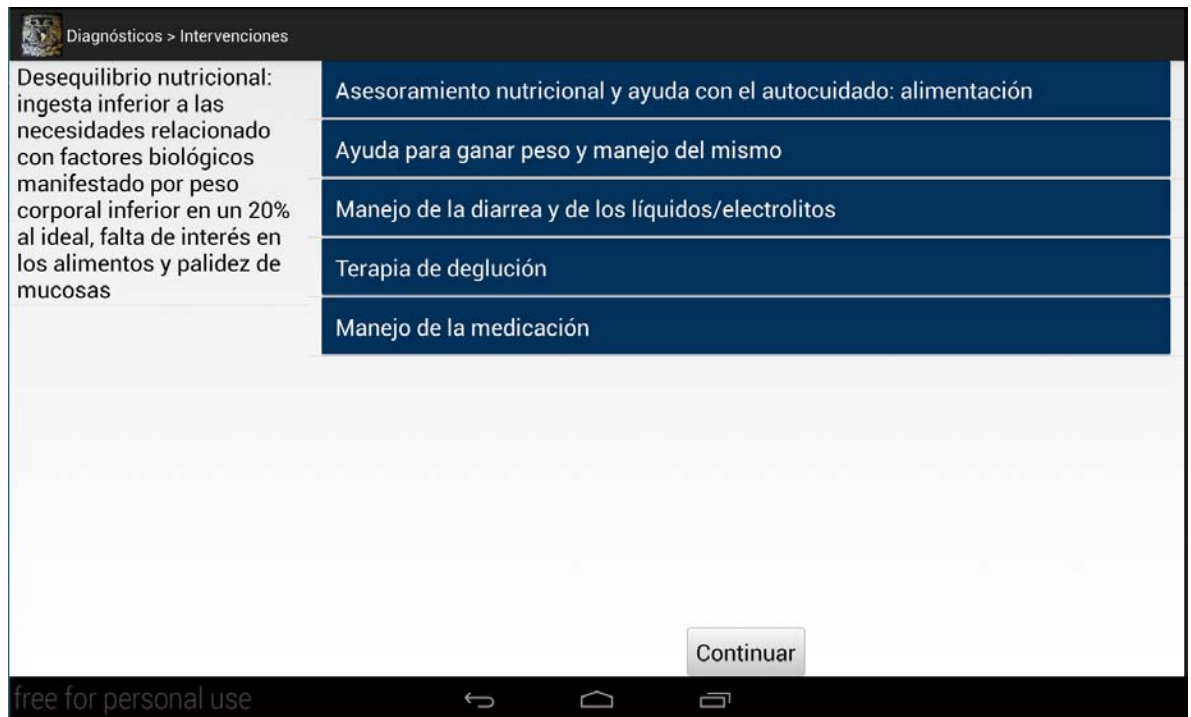 Diagnósticos > Intervenciones
Desequilibrio nutricional:
ingesta inferior a las
necesidades relacionado
con factores biológicos
manifestado por peso
corporal inferior en un 20%
al ideal, falta de interés en
los alimentos y palidez de
mucosas
Asesoramiento nutricional y ayuda con el autocuidado: alimentación
Ayuda para ganar peso y manejo del mismo
Manejo de la diarrea y de los líquidos/electrolitos
Terapia de deglución
Manejo de la medicación
Continuar
free for personal use